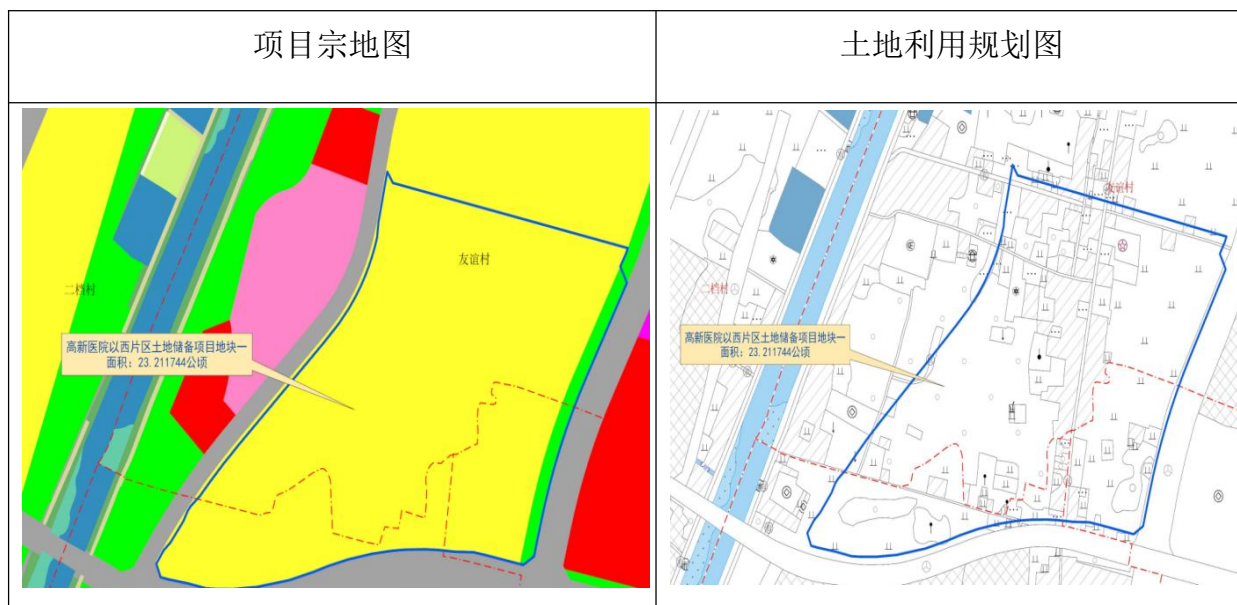 项目宗地图
土地利用规划图
友谊村
二档村
高新医院以西片区土地储备项目地块一
面积：23.211744公顷
友谊村
二档村
高新医院以西片区土地储备项目地块一
面积：23.211744公顷